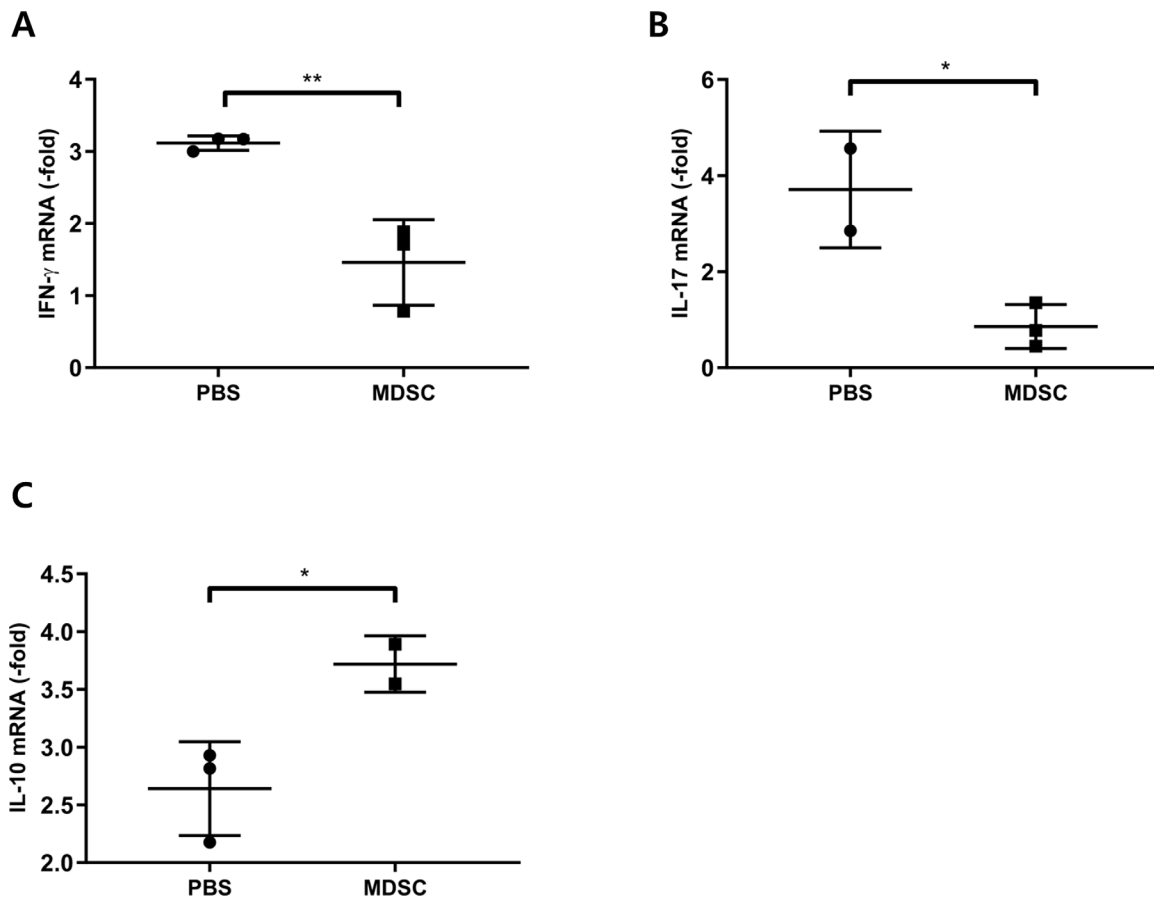 A
IFN-γ mRNA (-fold)
4
3
2
1
0
**
PBS
MDSC
B
IL-17 mRNA (-fold)
6
4
2
0
*
PBS
MDSC
C
IL-10 mRNA (-fold)
4.5
4.0
3.5
3.0
2.5
2.0
*
PBS
MDSC